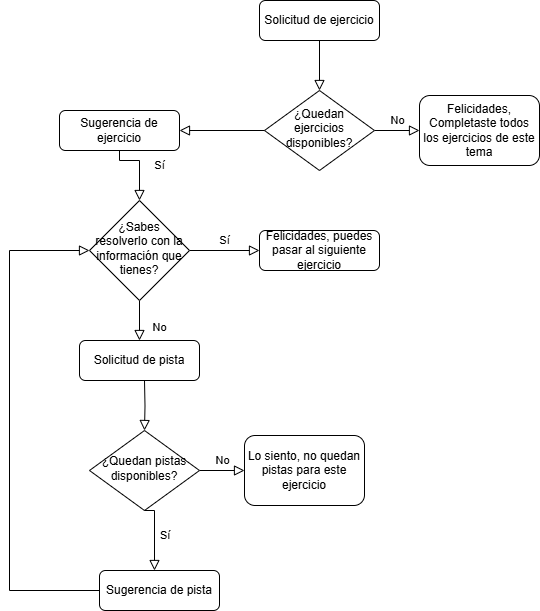 Solicitud de ejercicio
¿Quedan
ejercicios
disponibles?
No
Felicidades,
Completaste todos
los ejercicios de este
tema
Sugerencia de
ejercicio
Sí
¿Sabes
resolverlo con la
información que
tienes?
Sí
Felicidades, puedes
pasar al siguiente
ejercicio
No
Solicitud de pista
¿Quedan pistas
disponibles?
No
Lo siento, no quedan
pistas para este
ejercicio
Sí
Sugerencia de pista